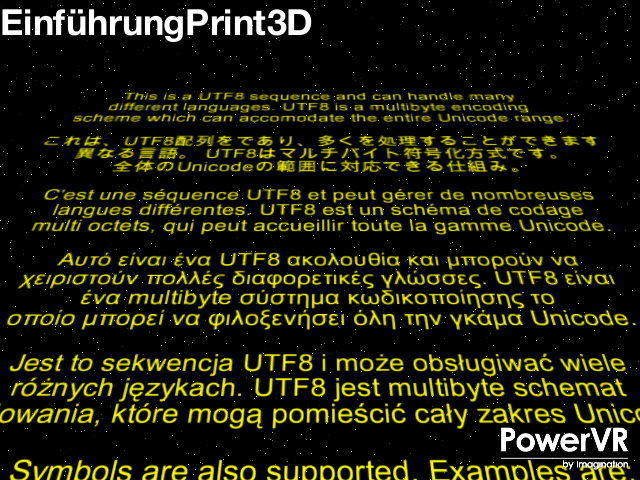 EinführungPrint3D
This is a UTF8 sequence and can handle many
different languages. UTF8 is a multibyte encoding
scheme which can accomodate the entire Unicode range.
これは、UTF8配列をであり、多くを処理することができます
異なる言語。 UTF8はマルチバイト符号化方式です。
全体のUnicodeの範囲に対応できる仕組み。
C'est une séquence UTF8 et peut gérer de nombreuses
langues différentes. UTF8 est un schéma de codage
multi octets, qui peut accueillir toute la gamme Unicode.
Αυτό είναι ένα UTF8 ακολουθία και μπορούν να
χειριστούν πολλές διαφορετικές γλώσσες. UTF8 είναι
ένα multibyte σύστημα κωδικοποίησης το
οποίο μπορεί να φιλοξενήσει όλη την γκάμα Unicode.
Jest to sekwencja UTF8 i może obsługiwać wiele
różnych językach. UTF8 jest multibyte schemat
owania, które mogą pomieścić cały zakres Unico
PowerVR
by Imagination
Symbols are also supported. Examples are